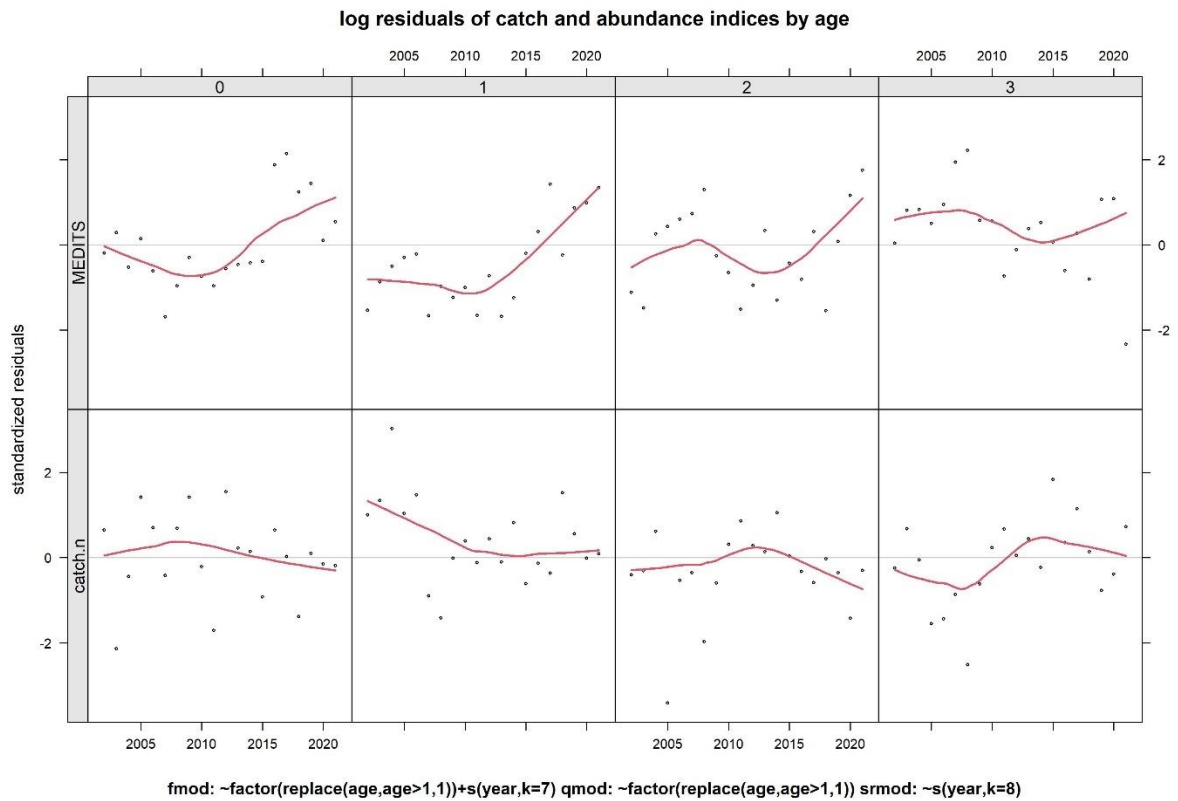 log residuals of catch and abundance indices by age
2005 2010 2015 2020 2005 2010 2015 2020
0 1 2 3
MEDITS
2
0
-2
standardized residuals
catch.n
2
0
-2
2005 2010 2015 2020 2005 2010 2015 2020
fmod: ~factor(replace(age,age>1,1))+s(year,k=7) qmod: ~factor(replace(age,age>1,1)) srmod: ~s(year,k=8)